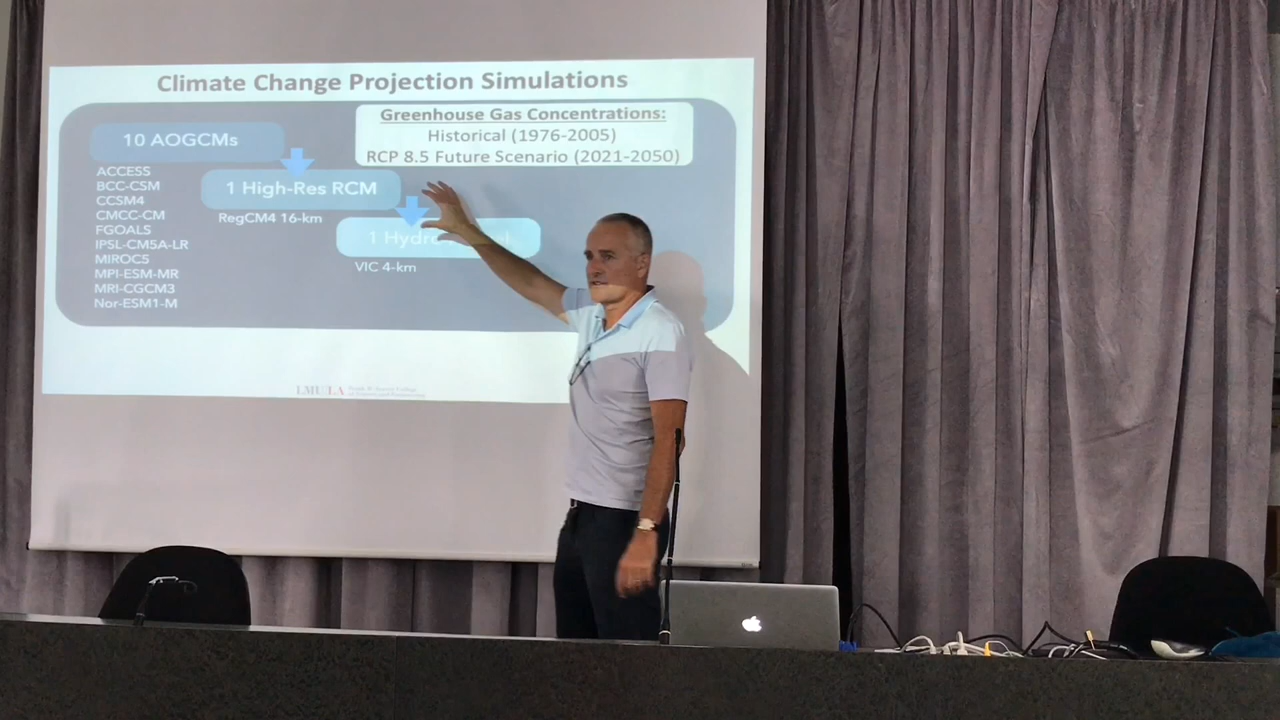 Climate Change Projection Simulations
Greenhouse Gas Concentrations:
Historical (1976-2005)
RCP 8.5 Future Scenario (2021-2050)
10 AOGCMs
ACCESS
BCC-CSM
CCSM4
CMCC-CM
FGOALS
IPSL-CM5A-LR
MIROC5
MPI-ESM-MR
MRI-CGCM3
Nor-ESM1-M
1 High-Res RCM
RegCM4 16-km
1
VIC 4-km
LMU LA